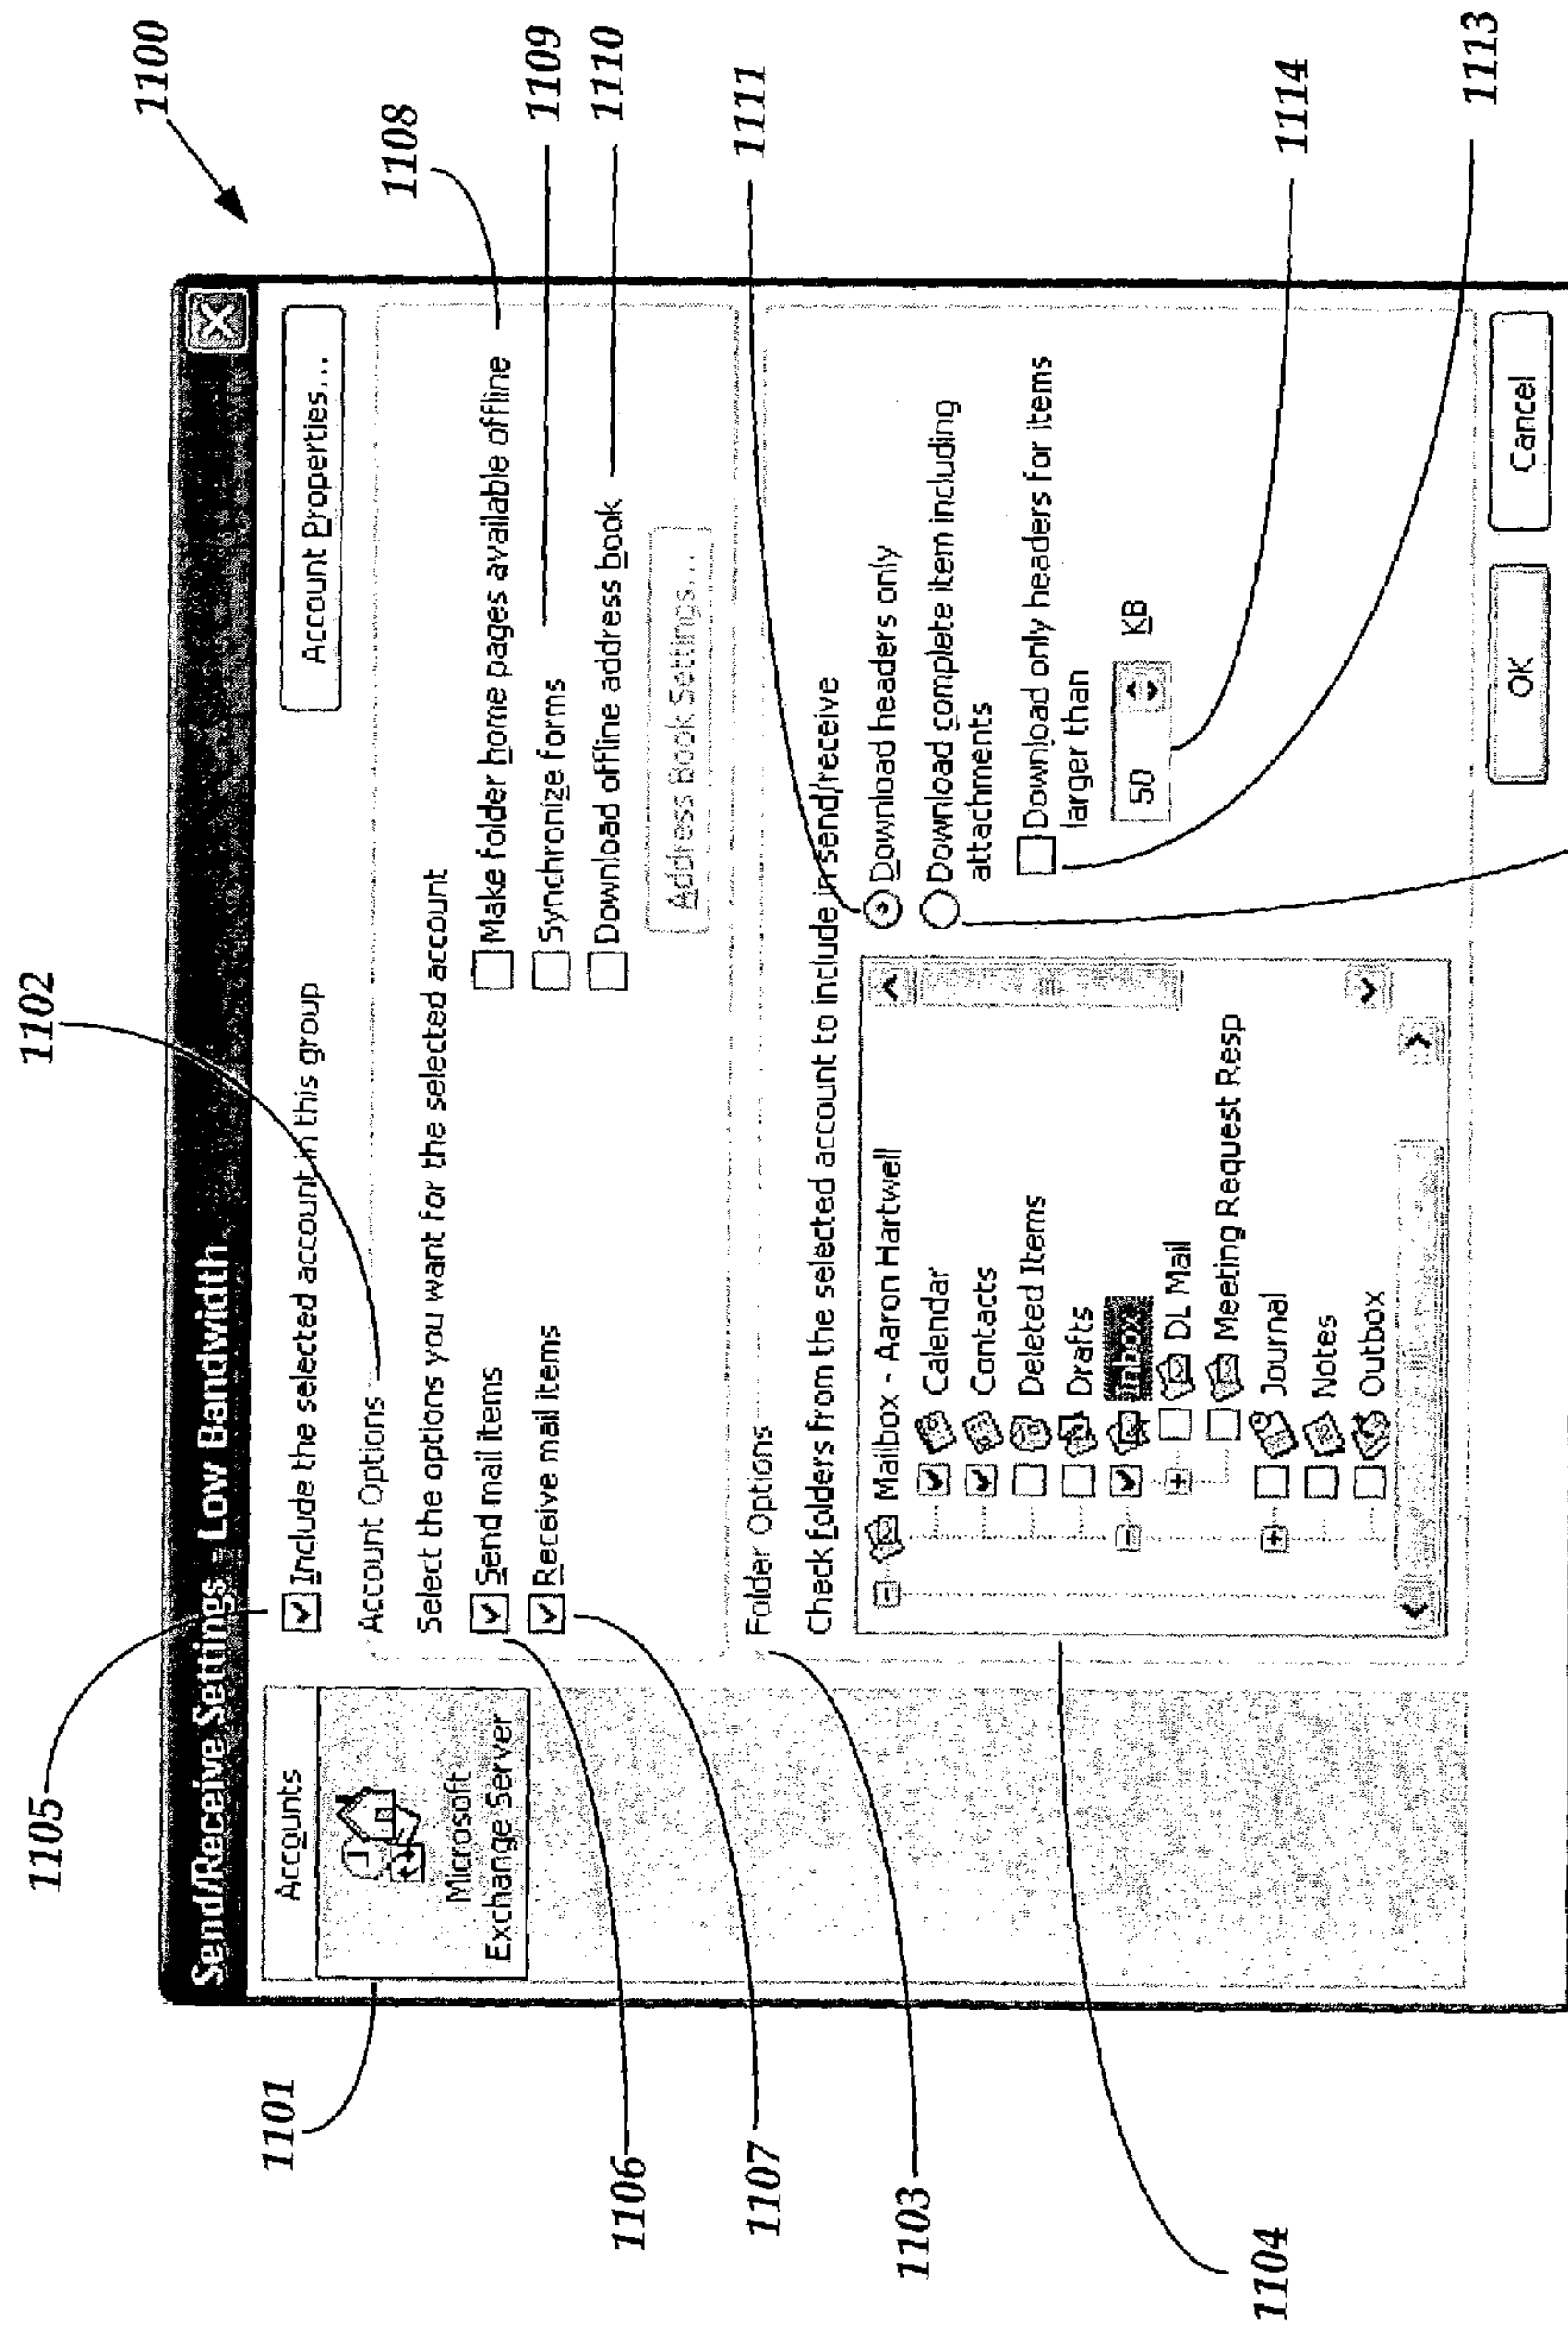 1100
1102
1105
1101
1106
1107
1103
1104
1108
1109
1110
1111
1114
1113
Send/Receive Settings - Low Bandwidth
Accounts
Microsoft
Exchange Server
Include the selected account in this group
Account Properties...
Account Options
Select the options you want for the selected account
Send mail items
Receive mail items
Make folder home pages available offline
Synchronize forms
Download offline address book
Address Book Settings...
Folder Options
Check folders from the selected account to include in send/receive
Mailbox - Aaron Hartwell
Calendar
Contacts
Deleted Items
Drafts
Inbox
DL Mail
Meeting Request Resp
Journal
Notes
Outbox
Download headers only
Download complete item including
attachments
Download only headers for items
larger than
50 KB
OK
Cancel